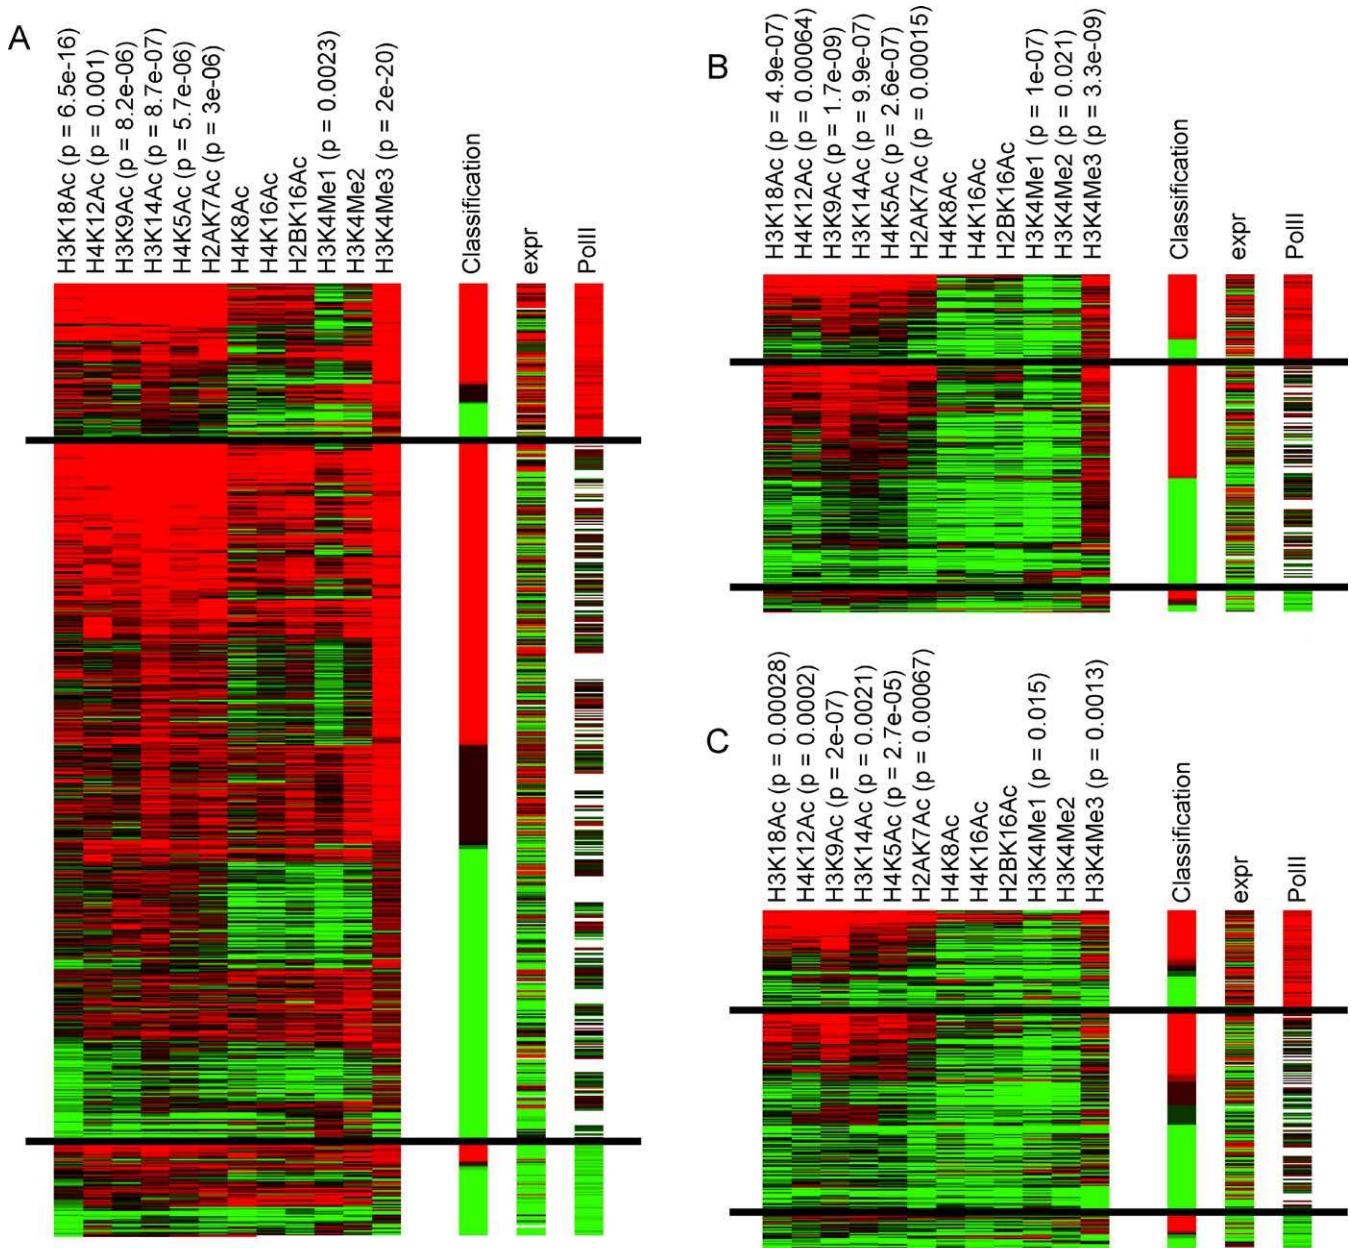 A
H3K18Ac (p = 6.5e-16)
H4K12Ac (p = 0.001)
H3K9Ac (p = 8.2e-06)
H3K14Ac (p = 8.7e-07)
H4K5Ac (p = 5.7e-06)
H2AK7Ac (p = 3e-06)
H4K8Ac
H4K16Ac
H2BK16Ac
H3K4Me1 (p = 0.0023)
H3K4Me2
H3K4Me3 (p = 2e-20)
Classification
expr
PolII
B
H3K18Ac (p = 4.9e-07)
H4K12Ac (p = 0.00064)
H3K9Ac (p = 1.7e-09)
H3K14Ac (p = 9.9e-07)
H4K5Ac (p = 2.6e-07)
H2AK7Ac (p = 0.00015)
H4K8Ac
H4K16Ac
H2BK16Ac
H3K4Me1 (p = 1e-07)
H3K4Me2 (p = 0.021)
H3K4Me3 (p = 3.3e-09)
Classification
expr
PolII
C
H3K18Ac (p = 0.00028)
H4K12Ac (p = 0.0002)
H3K9Ac (p = 2e-07)
H3K14Ac (p = 0.0021)
H4K5Ac (p = 2.7e-05)
H2AK7Ac (p = 0.00067)
H4K8Ac
H4K16Ac
H2BK16Ac
H3K4Me1 (p = 0.015)
H3K4Me2
H3K4Me3 (p = 0.0013)
Classification
expr
PolII